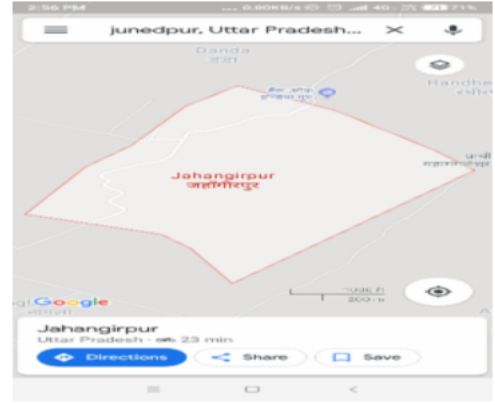 2:56 PM
junedpur, Uttar Pradesh...
Danda
Randhe
Jahangirpur
जहाँगीरपुर
200 m
Google
Jahangirpur
Uttar Pradesh · 23 min
Directions
Share
Save